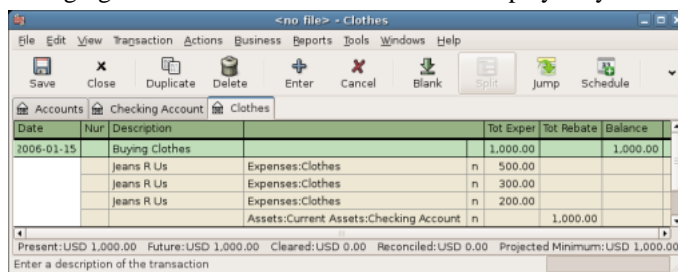 <no file> - Clothes
File Edit View Transaction Actions Business Reports Tools Windows Help
Save Close Duplicate Delete Enter Cancel Blank Split Jump Schedule
Accounts Checking Account Clothes
Date Nur Description Tot Exper Tot Rebate Balance
2006-01-15 Buying Clothes 1,000.00 1,000.00
Jeans R Us Expenses:Clothes n 500.00
Jeans R Us Expenses:Clothes n 300.00
Jeans R Us Expenses:Clothes n 200.00
Assets:Current Assets:Checking Account n 1,000.00
Present:USD 1,000.00 Future:USD 1,000.00 Cleared:USD 0.00 Reconciled:USD 0.00 Projected Minimum:USD 1,000.00
Enter a description of the transaction